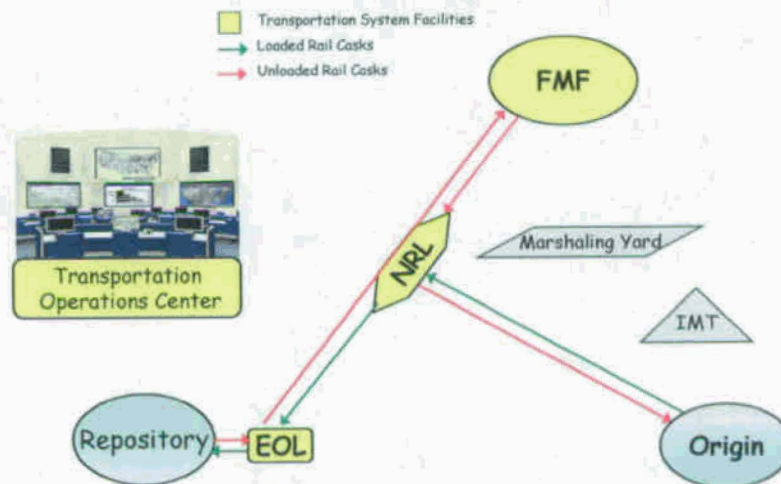 Transportation System Facilities
Loaded Rail Casks
Unloaded Rail Casks
FMF
NRL
Marshaling Yard
Transportation
Operations Center
IMT
Repository
EOL
Origin